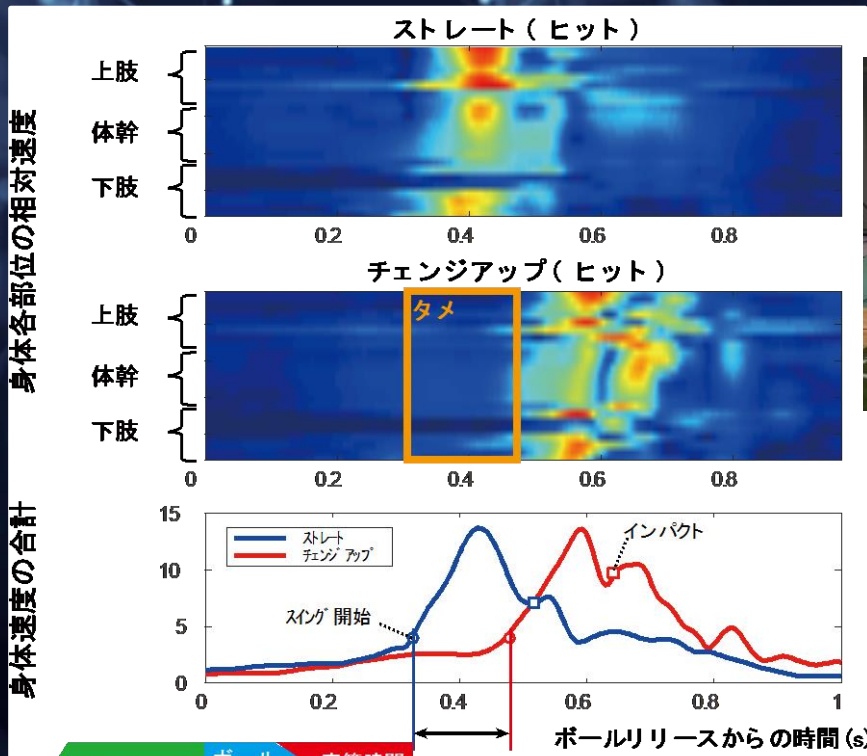 ストレート(ヒット)
上肢
体幹
下肢
身体各部位の相対速度
0 0.2 0.4 0.6 0.8
チェンジアップ(ヒット)
タメ
上肢
体幹
下肢
0 0.2 0.4 0.6 0.8
身体速度の合計
15
10
5
0
ストレート
チェンジアップ
インパクト
スイング開始
0 0.2 0.4 0.6 0.8 1
ボールリリースからの時間(s